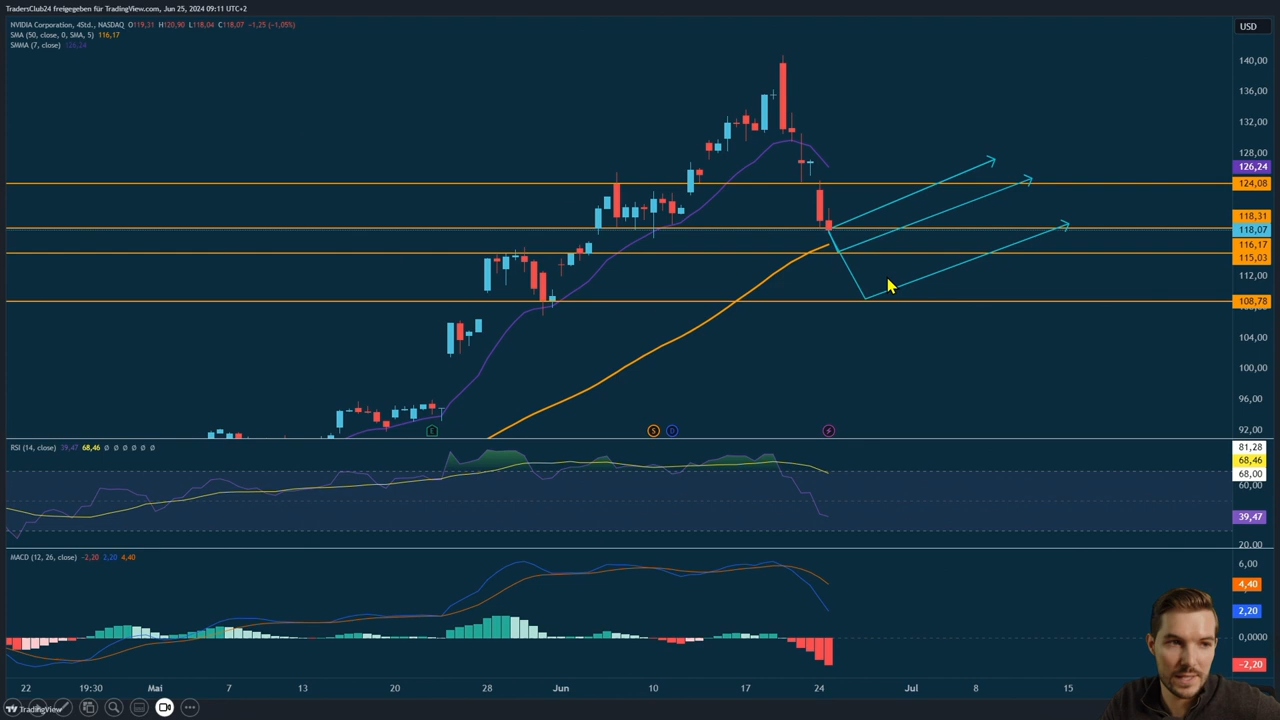 TradersClub24 freigegeben für TradingView.com, Jun 25, 2024 09:11 UTC+2
NVIDIA Corporation, 4Std., NASDAQ O119,31 H120,90 L118,04 H118,07 −1,25 (−1,05%)
SMA (50, close, 0, SMA, 5) 116,17
SMMA (7, close) 126,24
USD
140,00
136,00
132,00
128,00
126,24
124,08
118,31
118,07
116,17
115,03
112,00
108,78
104,00
100,00
96,00
92,00
E
S
D
RSI (14, close) 39,47 68,46 Ø Ø Ø Ø Ø Ø
81,28
68,46
68,00
60,00
39,47
20,00
MACD (12, 26, close) −2,20 2,20 4,40
6,00
4,40
2,20
0,0000
−2,20
22 19:30 Mai 7 13 20 28 Jun 10 17 24 Jul 8 15
TradingView